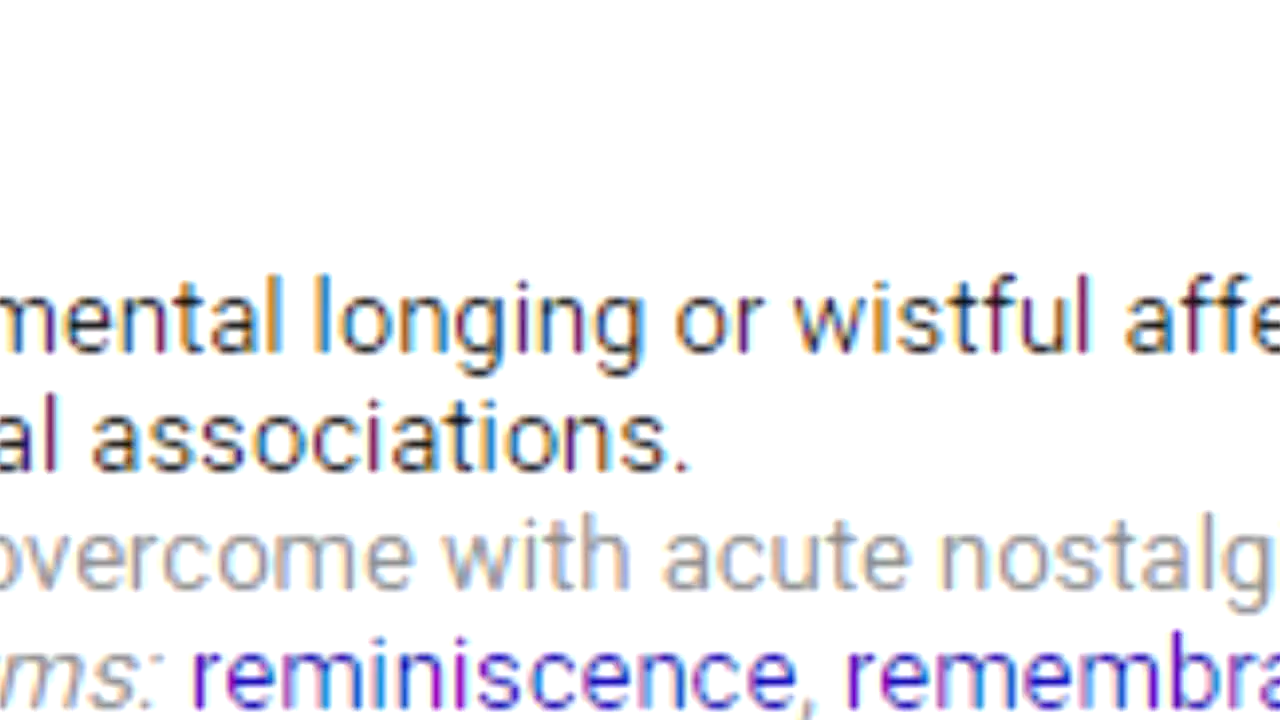 mental longing or wistful affe
al associations.
overcome with acute nostalg
ms: reminiscence, remembra